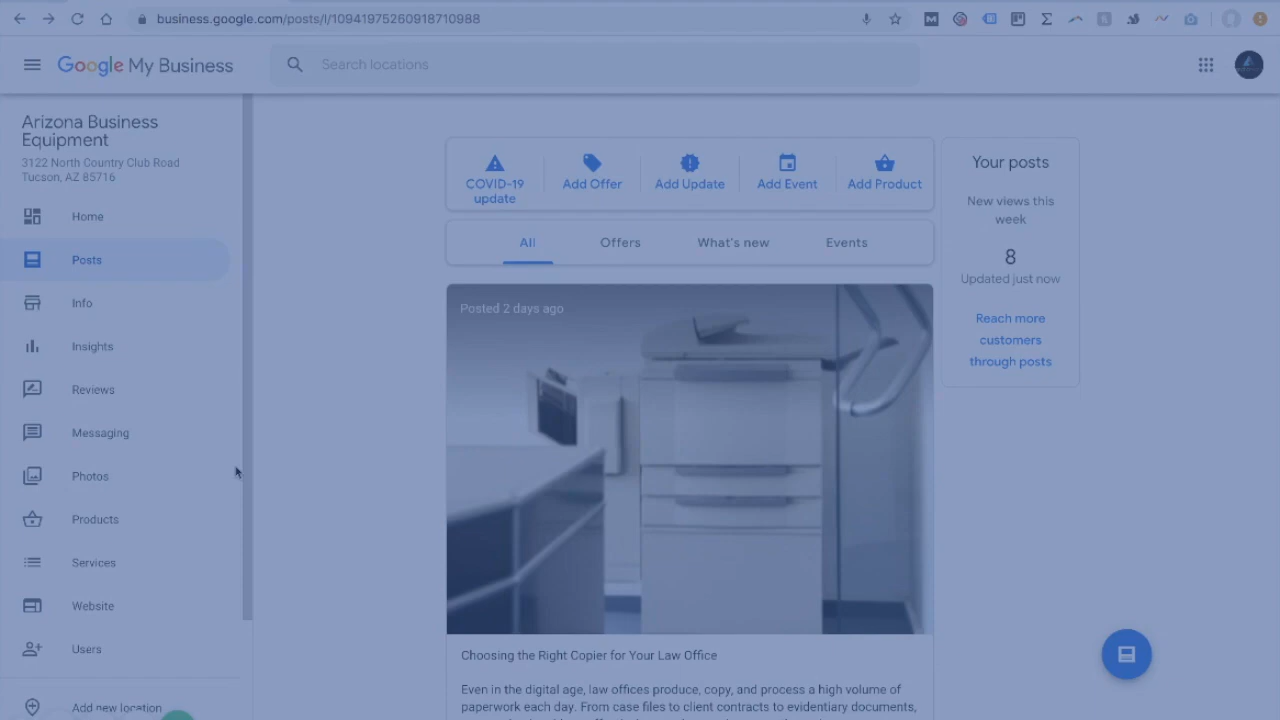 business.google.com/posts/l/10941975260918710988
Google My Business
Search locations
Arizona Business
Equipment
3122 North Country Club Road
Tucson, AZ 85716
Home
Posts
Info
Insights
Reviews
Messaging
Photos
Products
Services
Website
Users
Add new location
COVID-19
update
Add Offer
Add Update
Add Event
Add Product
All
Offers
What's new
Events
Posted 2 days ago
Choosing the Right Copier for Your Law Office
Even in the digital age, law offices produce, copy, and process a high volume of
paperwork each day. From case files to client contracts to evidentiary documents,
Your posts
New views this
week
8
Updated just now
Reach more
customers
through posts